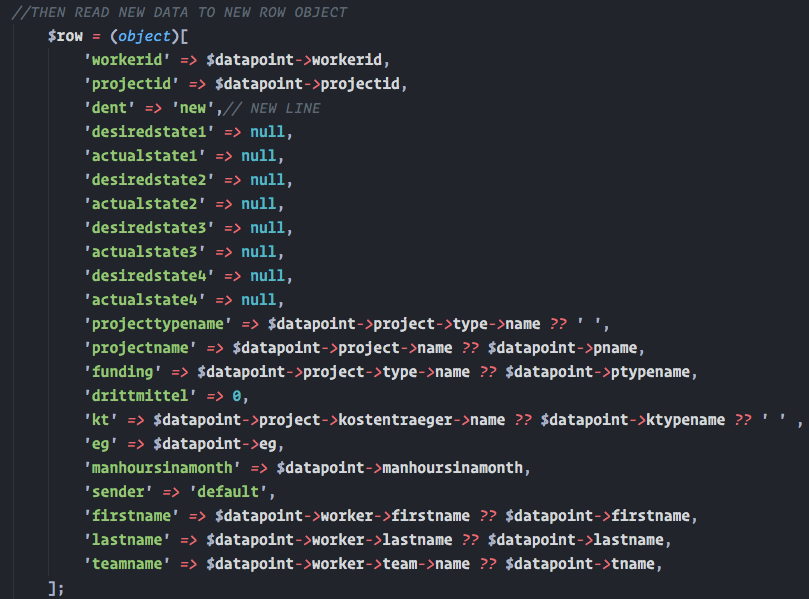 //THEN READ NEW DATA TO NEW ROW OBJECT
$row = (object)[
'workerid' => $datapoint->workerid,
'projectid' => $datapoint->projectid,
'dent' => 'new',// NEW LINE
'desiredstate1' => null,
'actualstate1' => null,
'desiredstate2' => null,
'actualstate2' => null,
'desiredstate3' => null,
'actualstate3' => null,
'desiredstate4' => null,
'actualstate4' => null,
'projecttypename' => $datapoint->project->type->name ?? ' ',
'projectname' => $datapoint->project->name ?? $datapoint->pname,
'funding' => $datapoint->project->type->name ?? $datapoint->ptypename,
'drittmittel' => 0,
'kt' => $datapoint->project->kostentraeger->name ?? $datapoint->ktypename ?? ' ' ,
'eg' => $datapoint->eg,
'manhoursinamonth' => $datapoint->manhoursinamonth,
'sender' => 'default',
'firstname' => $datapoint->worker->firstname ?? $datapoint->firstname,
'lastname' => $datapoint->worker->lastname ?? $datapoint->lastname,
'teamname' => $datapoint->worker->team->name ?? $datapoint->tname,
];